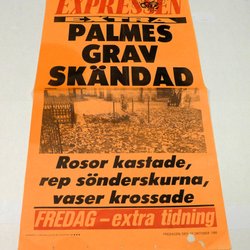 EXPRESSEN
EXTRA
PALMES
GRAV
SKÄNDAD
Rosor kastade,
rep sönderskurna,
vaser krossade
FREDAG – extra tidning